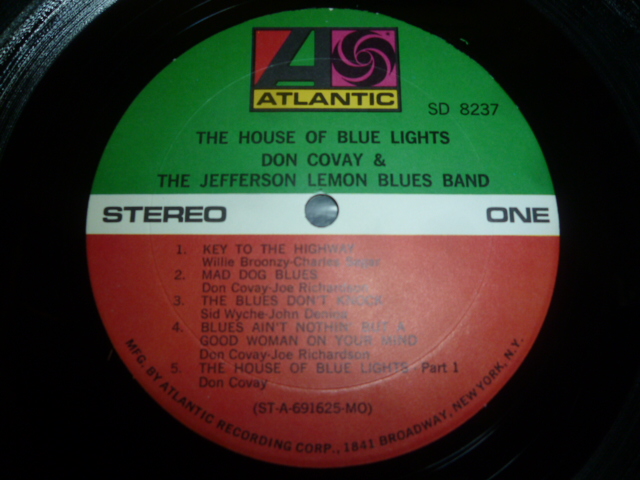 ATLANTIC
SD 8237
THE HOUSE OF BLUE LIGHTS
DON COVAY &
THE JEFFERSON LEMON BLUES BAND
STEREO ONE
1. KEY TO THE HIGHWAY
Willie Broonzy-Charles
2. MAD DOG BLUES
Don Covay-Joe Richardson
3. THE BLUES DON'T KNOCK
Sid Wyche-John
4. BLUES AIN'T NOTHIN' BUT A
GOOD WOMAN ON YOUR MIND
Don Covay-Joe Richardson
5. THE HOUSE OF BLUE LIGHTS - Part 1
Don Covay
(ST-A-691625-MO)
MFG. BY ATLANTIC RECORDING CORP., 1841 BROADWAY, NEW YORK, N.Y.